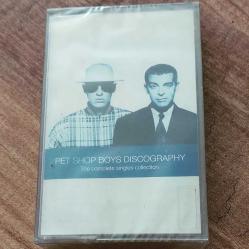 PET SHOP BOYS DISCOGRAPHY
The complete singles collection